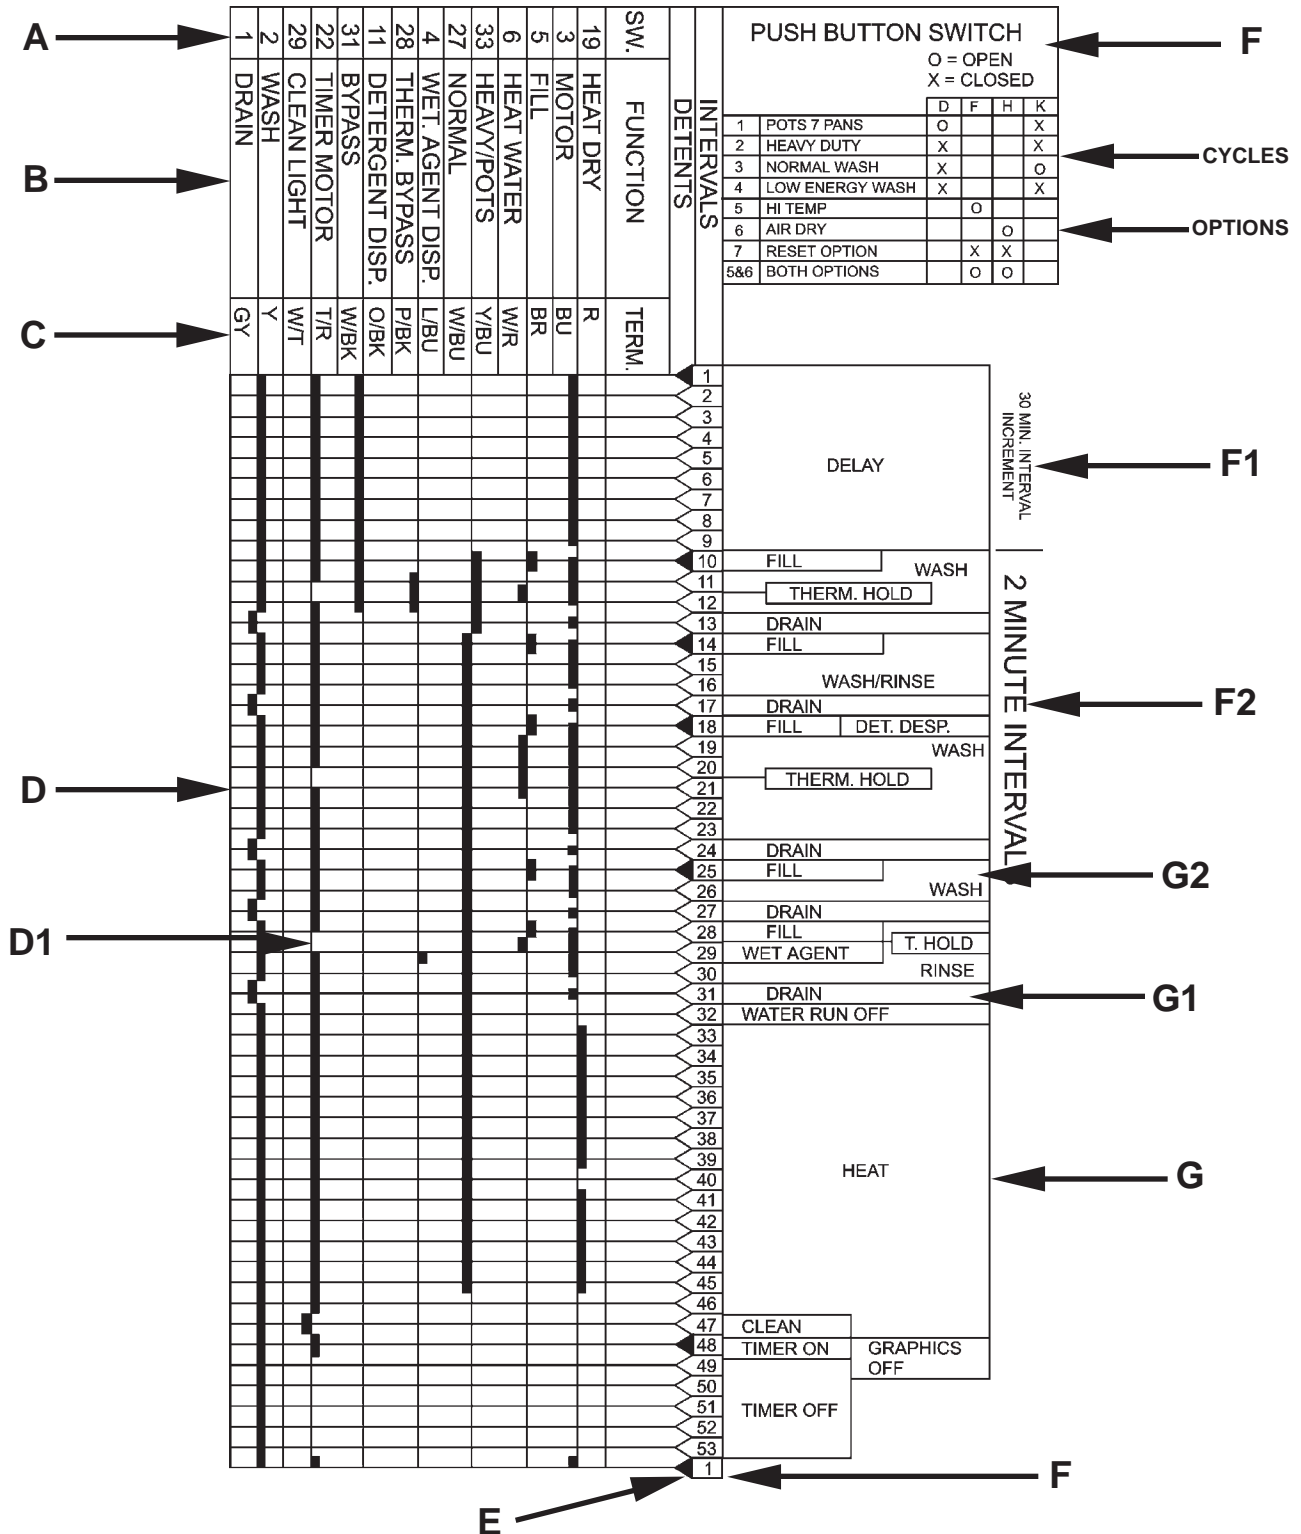 A
B
C
D
D1
E
SW. FUNCTION TERM.
19 HEAT DRY R
3 MOTOR BU
5 FILL BR
6 HEAT WATER W/R
33 HEAVY/POTS Y/BU
27 NORMAL W/BU
4 WET. AGENT DISP. L/BU
28 THERM. BYPASS P/BK
11 DETERGENT DISP. O/BK
31 BYPASS W/BK
22 TIMER MOTOR T/R
29 CLEAN LIGHT W/T
2 WASH Y
1 DRAIN GY
DETENTS
INTERVALS
PUSH BUTTON SWITCH
O = OPEN
X = CLOSED
D F H K
1 POTS 7 PANS O X
2 HEAVY DUTY X X
3 NORMAL WASH X O
4 LOW ENERGY WASH X X
5 HI TEMP O
6 AIR DRY O
7 RESET OPTION X X
5&6 BOTH OPTIONS O O
F
CYCLES
OPTIONS
1
2
3
4
5 DELAY
6
7
8
9
30 MIN. INTERVAL
INCREMENT
F1
10 FILL WASH
11
THERM. HOLD
12
13 DRAIN
14 FILL
15
16 WASH/RINSE
17 DRAIN
18 FILL DET. DESP.
19 WASH
20
THERM. HOLD
21
22
23
24 DRAIN
25 FILL
26 WASH
27 DRAIN
28 FILL
T. HOLD
29 WET AGENT
30 RINSE
31 DRAIN
32 WATER RUN OFF
2 MINUTE INTERVAL
F2
G2
G1
33
34
35
36
37
38
39 HEAT
G
40
41
42
43
44
45
46
47 CLEAN
48 TIMER ON GRAPHICS
49 OFF
50
51 TIMER OFF
52
53
1
F